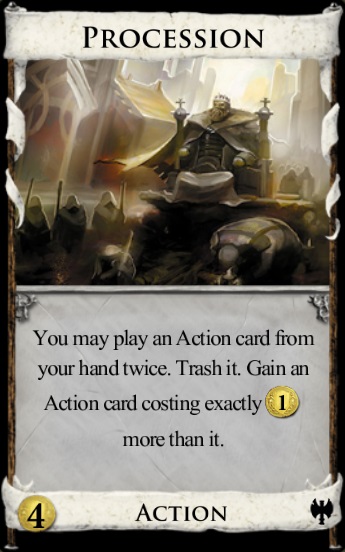 PROCESSION
You may play an Action card from
your hand twice. Trash it. Gain an
Action card costing exactly 1
more than it.
4 ACTION